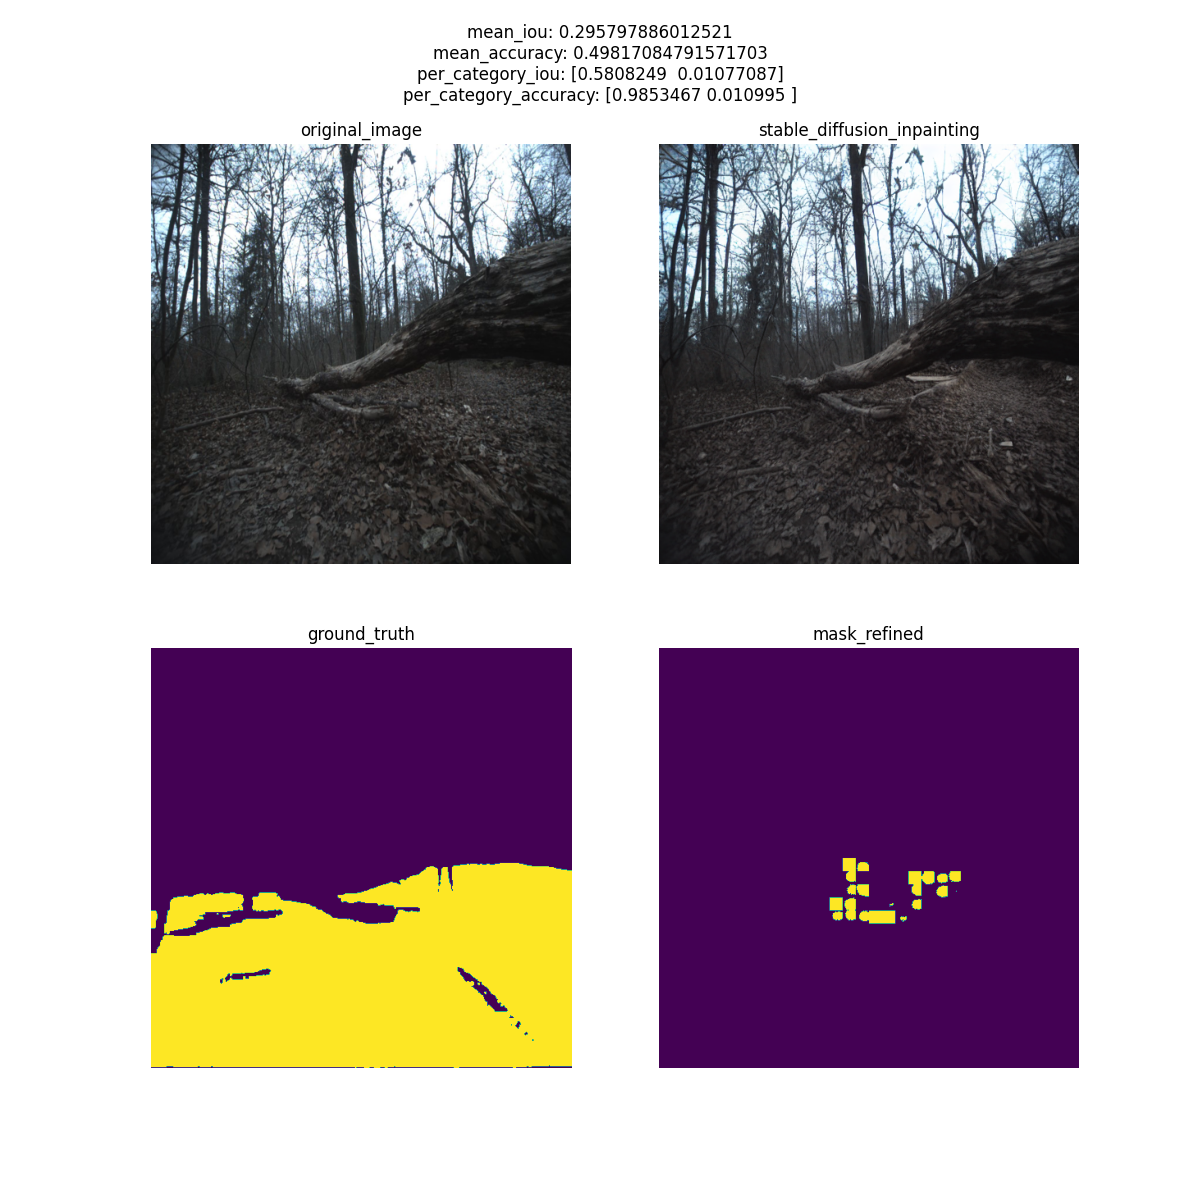 mean_iou: 0.295797886012521
mean_accuracy: 0.49817084791571703
per_category_iou: [0.5808249  0.01077087]
per_category_accuracy: [0.9853467 0.010995 ]
original_image
stable_diffusion_inpainting
ground_truth
mask_refined